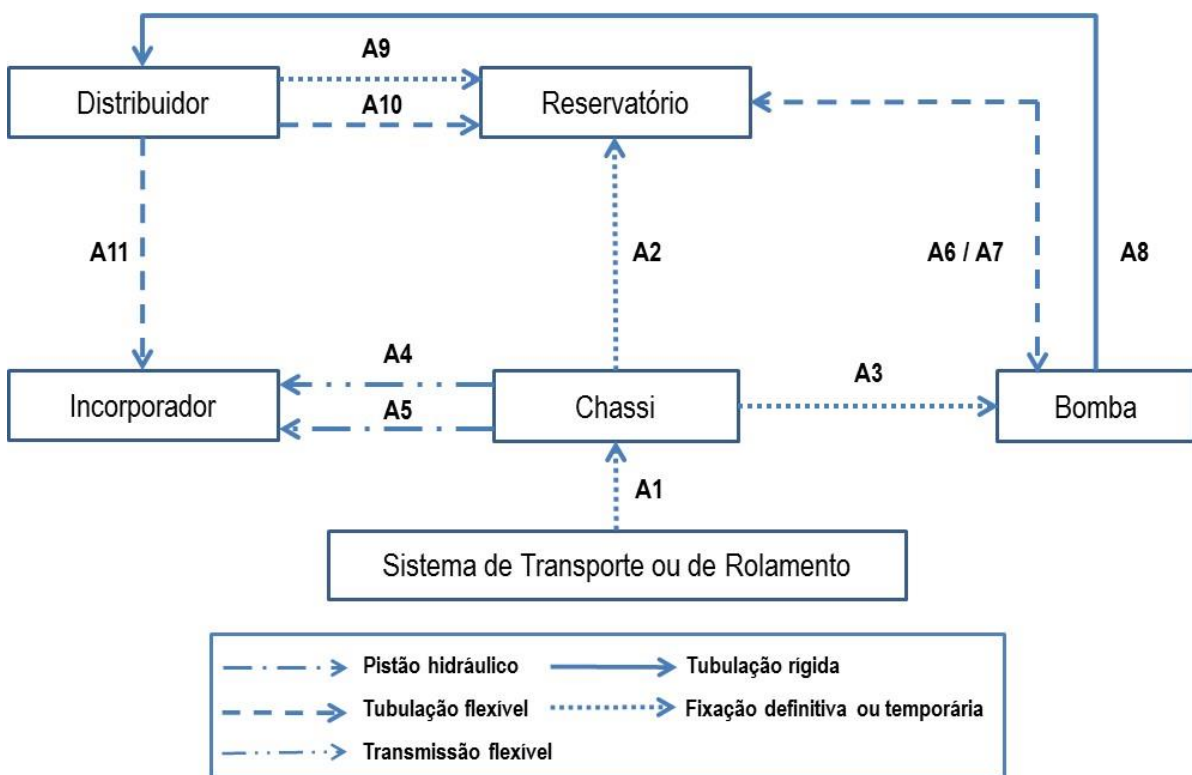 A9
Distribuidor
Reservatório
A10
A11
A2
A6 / A7
A8
A4
A3
Incorporador
Chassi
Bomba
A5
A1
Sistema de Transporte ou de Rolamento
Pistão hidráulico
Tubulação rígida
Tubulação flexível
Fixação definitiva ou temporária
Transmissão flexível